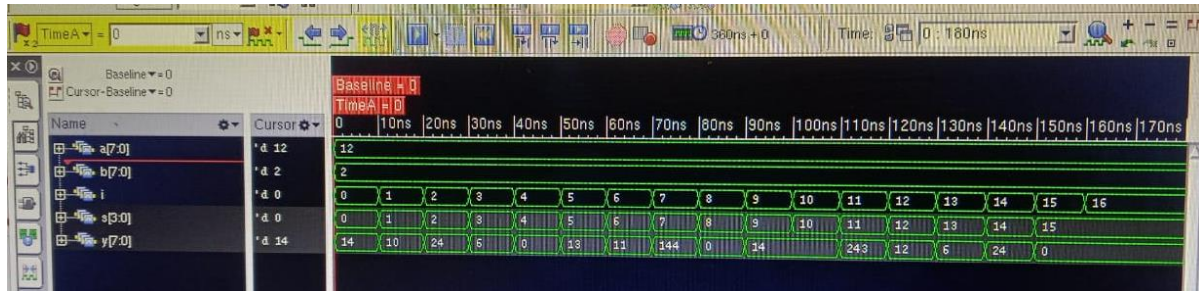 TimeA = 0 ns 360ns + 0 Time: 0 : 180ns
x2
Baseline = 0
Cursor-Baseline = 0
Baseline = 0
TimeA = 0
Name Cursor 0 10ns 20ns 30ns 40ns 50ns 60ns 70ns 80ns 90ns 100ns 110ns 120ns 130ns 140ns 150ns 160ns 170ns
a[7:0] 'd 12 12
b[7:0] 'd 2 2
i 'd 0 0 1 2 3 4 5 6 7 8 9 10 11 12 13 14 15 16
s[3:0] 'd 0 0 1 2 3 4 5 6 7 8 9 10 11 12 13 14 15
y[7:0] 'd 14 14 10 24 6 0 13 11 144 0 14 243 12 6 24 0